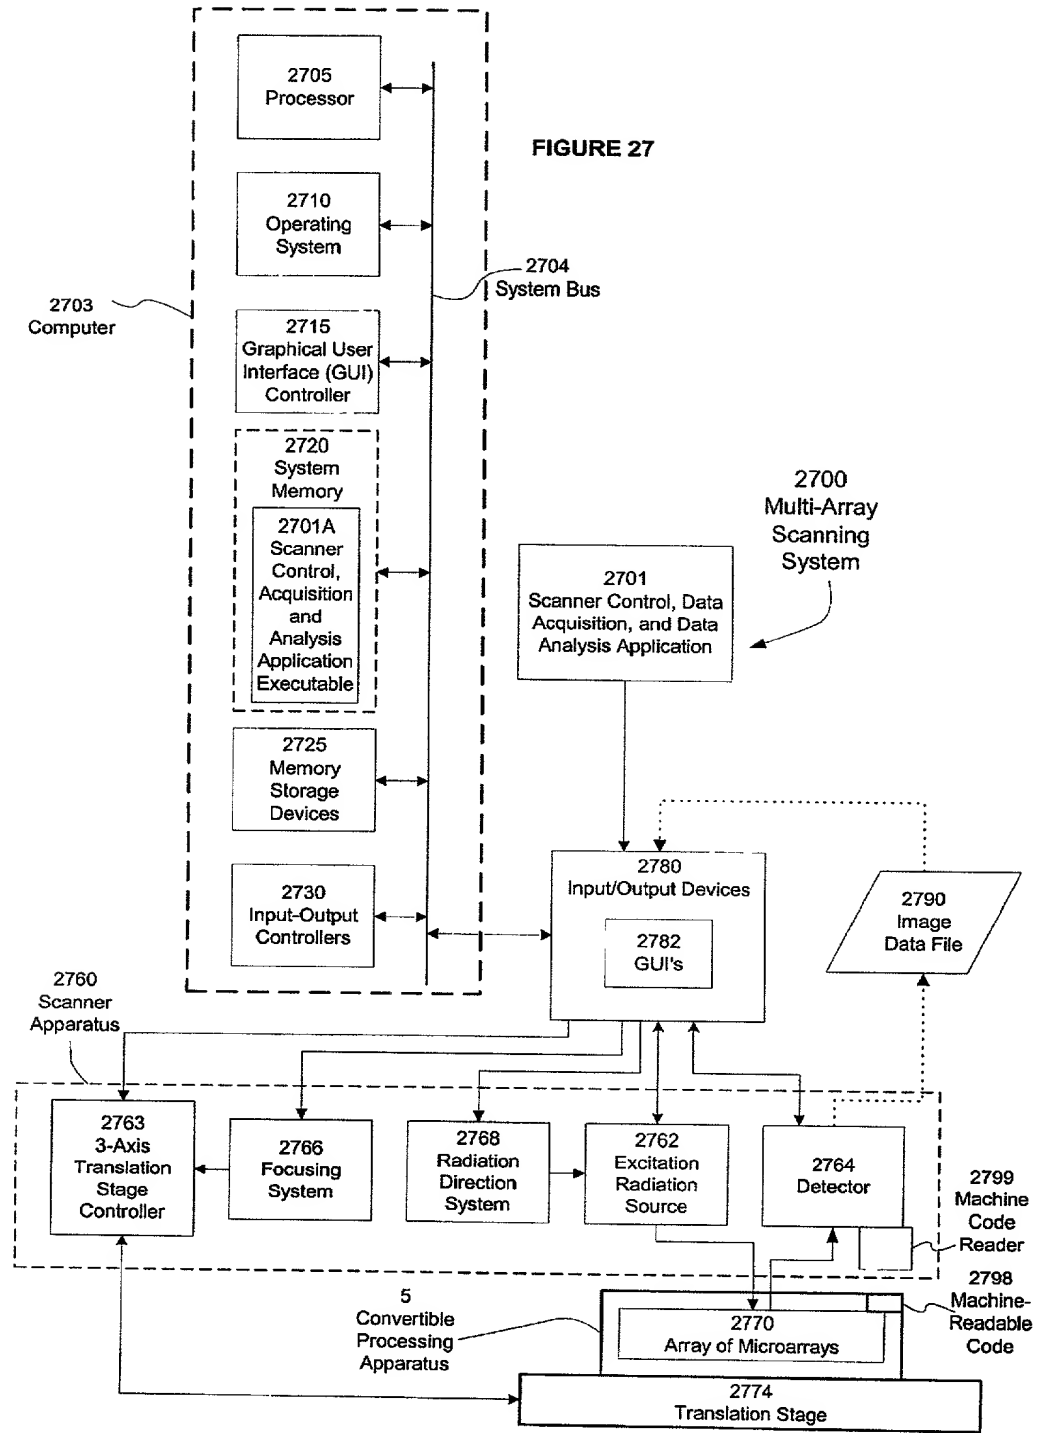 2705
Processor
FIGURE 27
2710
Operating
System
2704
System Bus
2703
Computer
2715
Graphical User
Interface (GUI)
Controller
2720
System
Memory
2701A
Scanner
Control,
Acquisition
and
Analysis
Application
Executable
2700
Multi-Array
Scanning
System
2701
Scanner Control, Data
Acquisition, and Data
Analysis Application
2725
Memory
Storage
Devices
2730
Input-Output
Controllers
2780
Input/Output Devices
2782
GUI's
2790
Image
Data File
2760
Scanner
Apparatus
2763
3-Axis
Translation
Stage
Controller
2766
Focusing
System
2768
Radiation
Direction
System
2762
Excitation
Radiation
Source
2764
Detector
2799
Machine
Code
Reader
2798
Machine-
Readable
Code
5
Convertible
Processing
Apparatus
2770
Array of Microarrays
2774
Translation Stage